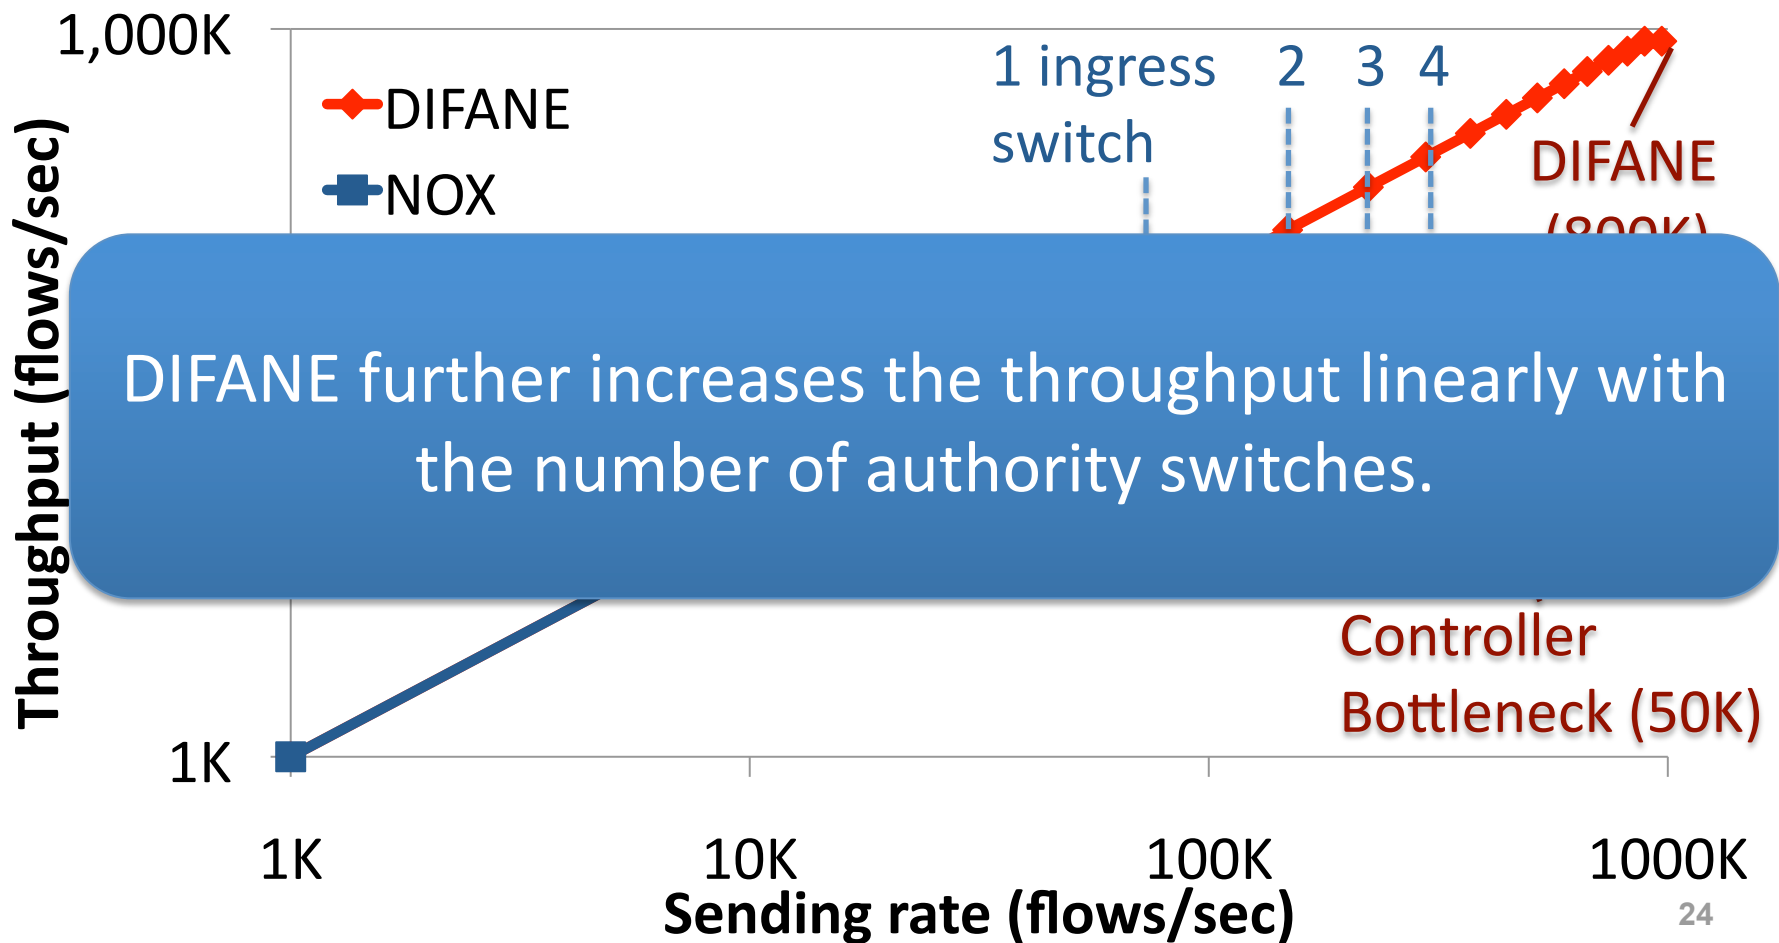 1,000K
1 ingress
switch
2
3
4
DIFANE
NOX
DIFANE
(800K)
Throughput (flows/sec)
DIFANE further increases the throughput linearly with
the number of authority switches.
Controller
Bottleneck (50K)
1K
1K
10K
100K
1000K
Sending rate (flows/sec)
24